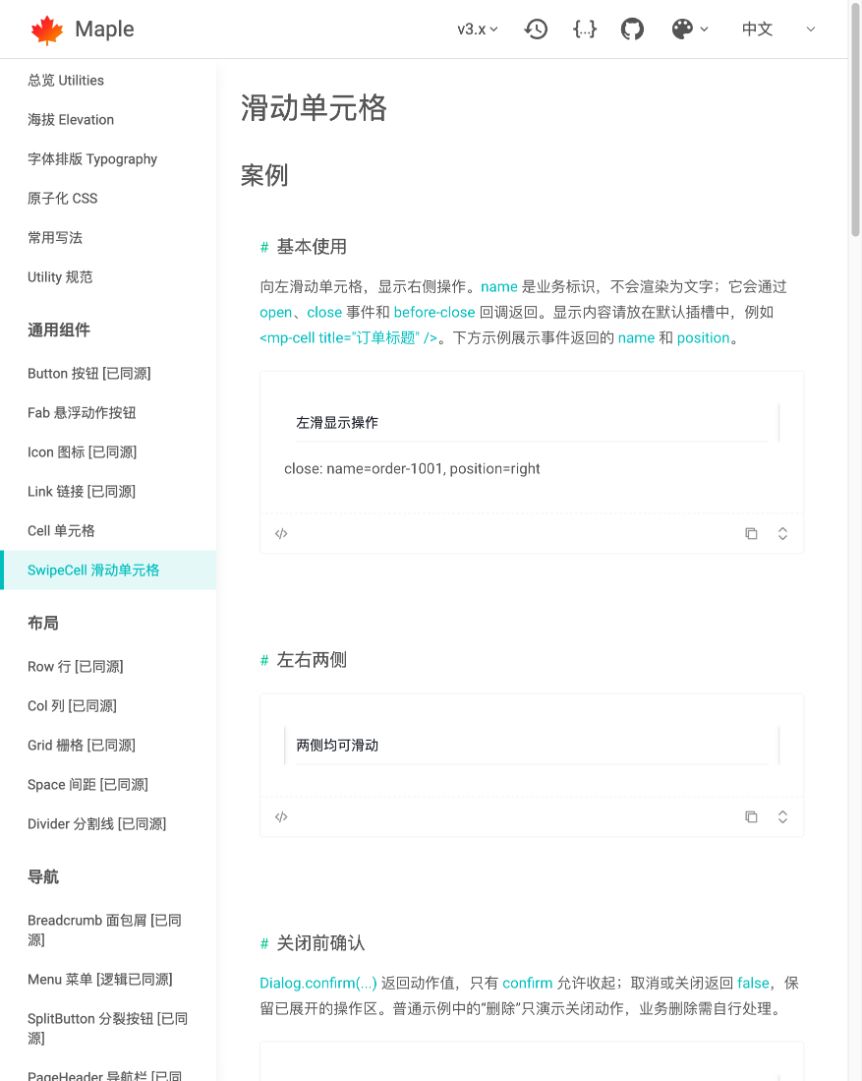 Maple
v3.x
中文
总览 Utilities
海拔 Elevation
字体排版 Typography
原子化 CSS
常用写法
Utility 规范
通用组件
Button 按钮 [已同源]
Fab 悬浮动作按钮
Icon 图标 [已同源]
Link 链接 [已同源]
Cell 单元格
SwipeCell 滑动单元格
布局
Row 行 [已同源]
Col 列 [已同源]
Grid 栅格 [已同源]
Space 间距 [已同源]
Divider 分割线 [已同源]
导航
Breadcrumb 面包屑 [已同
源]
Menu 菜单 [逻辑已同源]
SplitButton 分裂按钮 [已同
源]
PageHeader 导航栏 [已同
滑动单元格
案例
# 基本使用
向左滑动单元格，显示右侧操作。name 是业务标识，不会渲染为文字；它会通过
open、close 事件和 before-close 回调返回。显示内容请放在默认插槽中，例如
<mp-cell title="订单标题" />。下方示例展示事件返回的 name 和 position。
左滑显示操作
close: name=order-1001, position=right
# 左右两侧
两侧均可滑动
# 关闭前确认
Dialog.confirm(...) 返回动作值，只有 confirm 允许收起；取消或关闭返回 false，保
留已展开的操作区。普通示例中的“删除”只演示关闭动作，业务删除需自行处理。